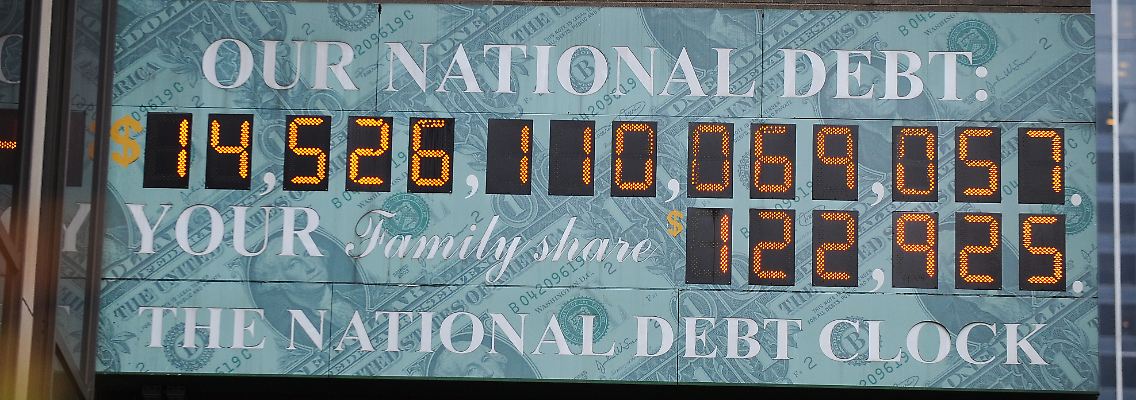 OUR NATIONAL DEBT:
$14,526,110,069,057.
YOUR Family share $122,925.
THE NATIONAL DEBT CLOCK